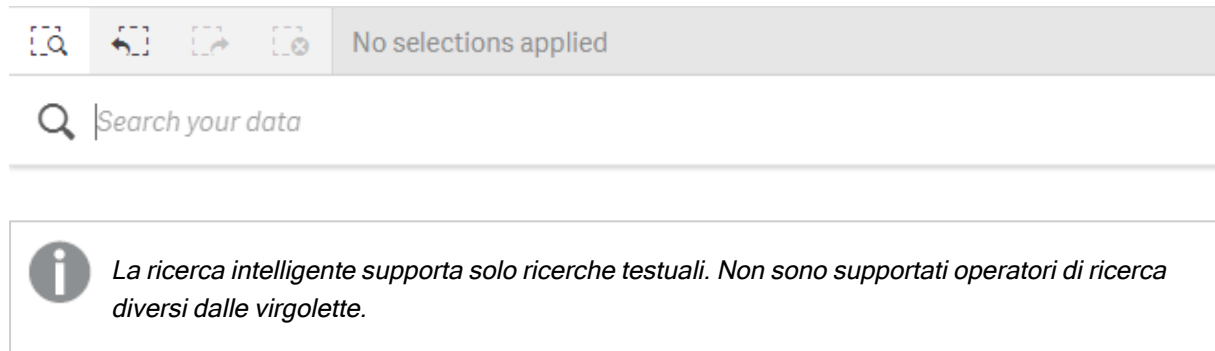 No selections applied
Search your data
La ricerca intelligente supporta solo ricerche testuali. Non sono supportati operatori di ricerca
diversi dalle virgolette.